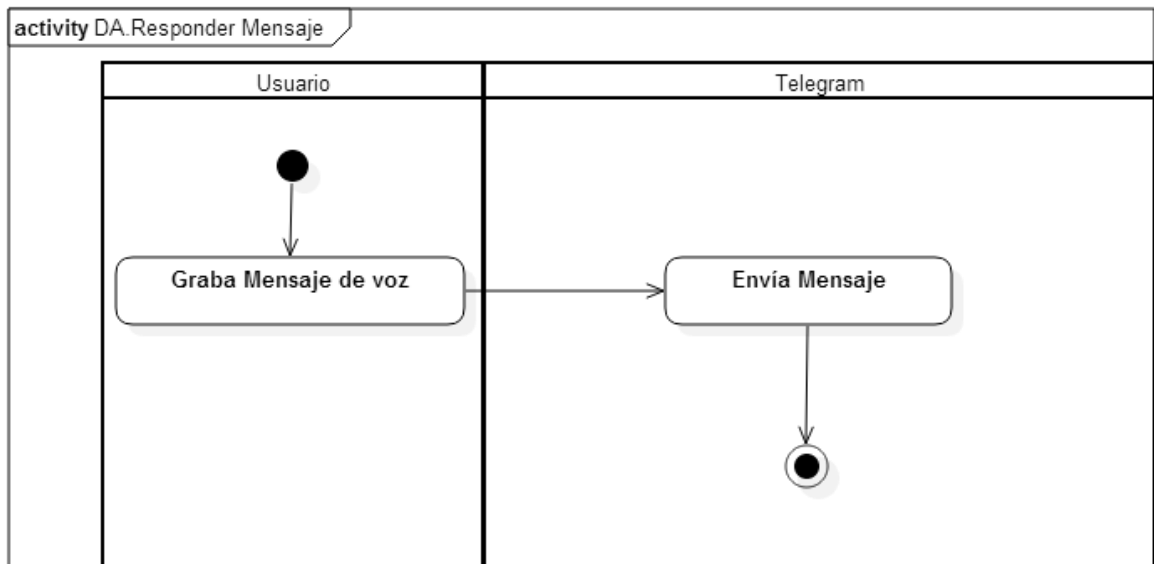 activity DA.Responder Mensaje
Usuario
Telegram
Graba Mensaje de voz
Envía Mensaje